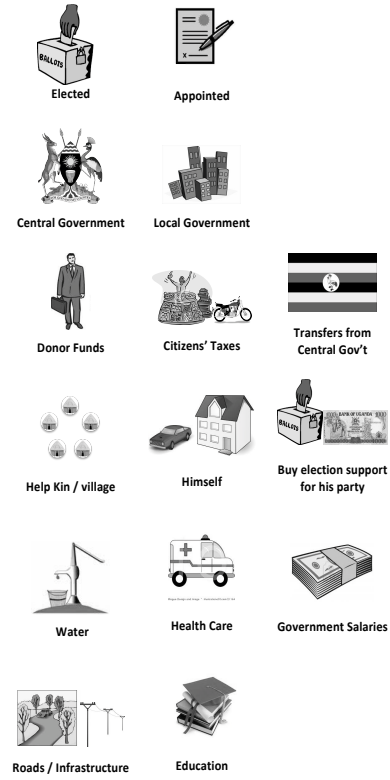 BALLOTS
Elected
Appointed
Central Government
Local Government
Donor Funds
Citizens' Taxes
Transfers from
Central Gov't
Help Kin / village
Himself
BALLOTS
BANK OF UGANDA
1000
Buy election support
for his party
Water
Health Care
Government Salaries
Roads / Infrastructure
Education